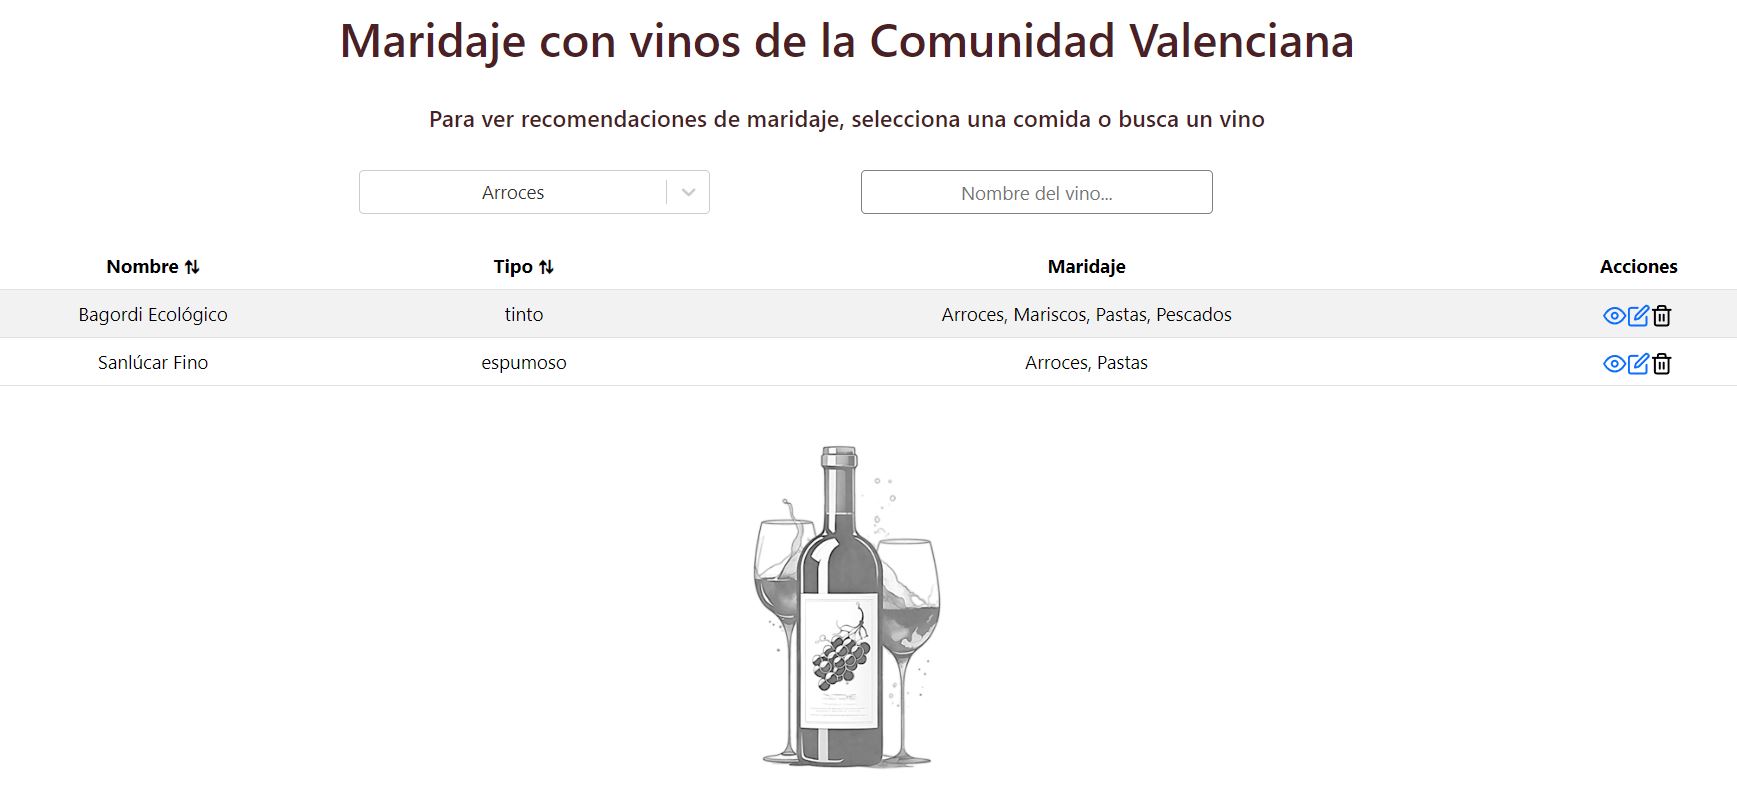 Maridaje con vinos de la Comunidad Valenciana
Para ver recomendaciones de maridaje, selecciona una comida o busca un vino
Arroces
Nombre del vino...
Nombre ⇅ Tipo ⇅ Maridaje Acciones
Bagordi Ecológico tinto Arroces, Mariscos, Pastas, Pescados
Sanlúcar Fino espumoso Arroces, Pastas